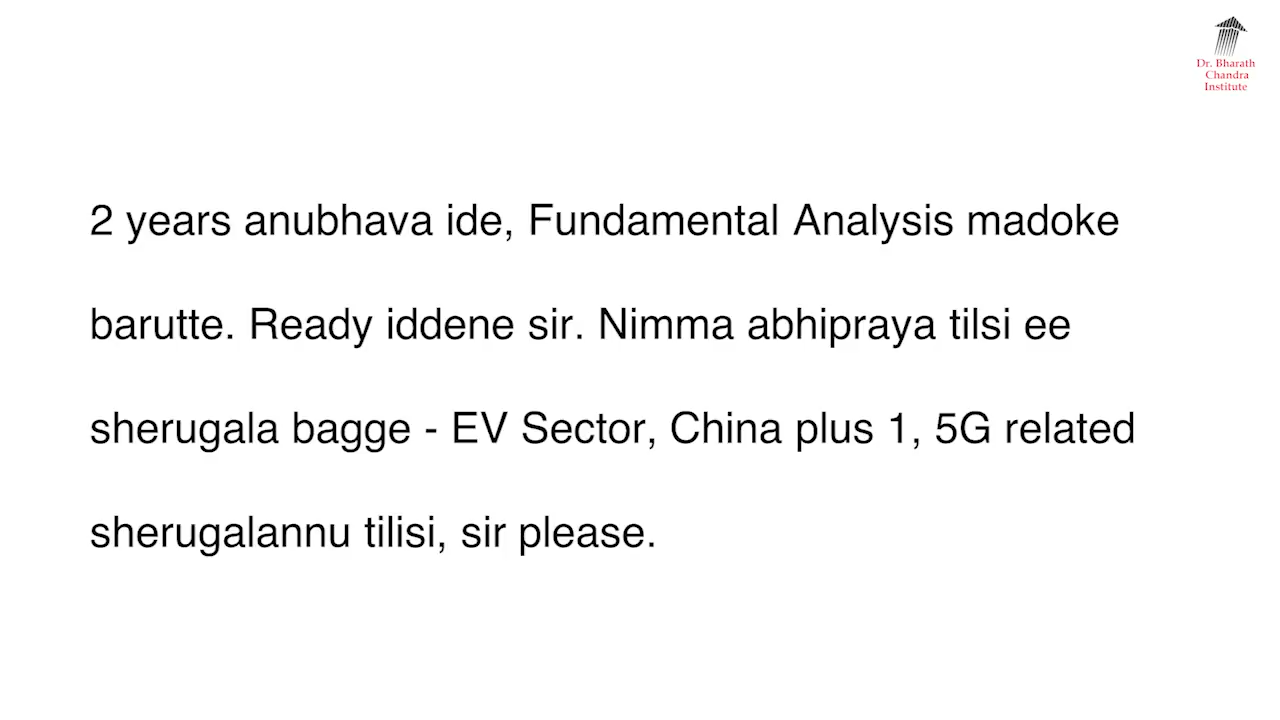 Dr. Bharath
Chandra
Institute
2 years anubhava ide, Fundamental Analysis madoke
barutte. Ready iddene sir. Nimma abhipraya tilsi ee
sherugala bagge - EV Sector, China plus 1, 5G related
sherugalannu tilisi, sir please.